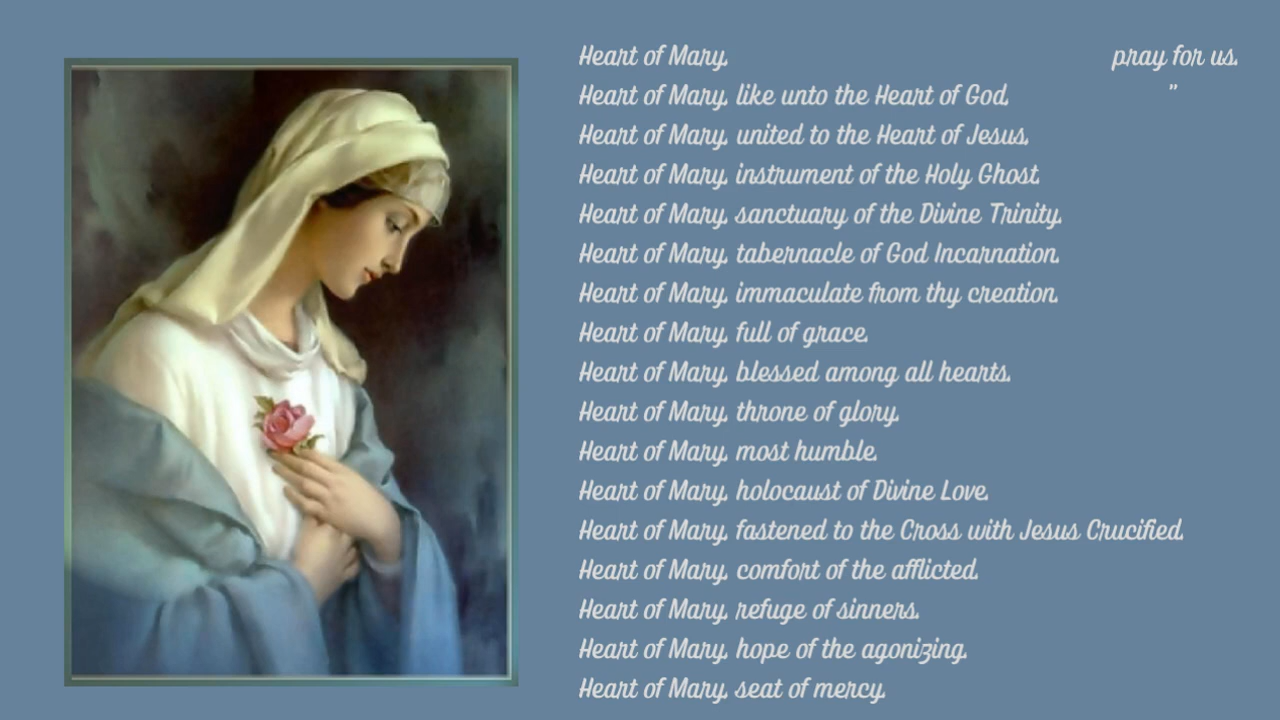 Heart of Mary, pray for us.
Heart of Mary, like unto the Heart of God, "
Heart of Mary, united to the Heart of Jesus,
Heart of Mary, instrument of the Holy Ghost,
Heart of Mary, sanctuary of the Divine Trinity,
Heart of Mary, tabernacle of God Incarnation,
Heart of Mary, immaculate from thy creation,
Heart of Mary, full of grace,
Heart of Mary, blessed among all hearts,
Heart of Mary, throne of glory,
Heart of Mary, most humble,
Heart of Mary, holocaust of Divine Love,
Heart of Mary, fastened to the Cross with Jesus Crucified,
Heart of Mary, comfort of the afflicted,
Heart of Mary, refuge of sinners,
Heart of Mary, hope of the agonizing,
Heart of Mary, seat of mercy,